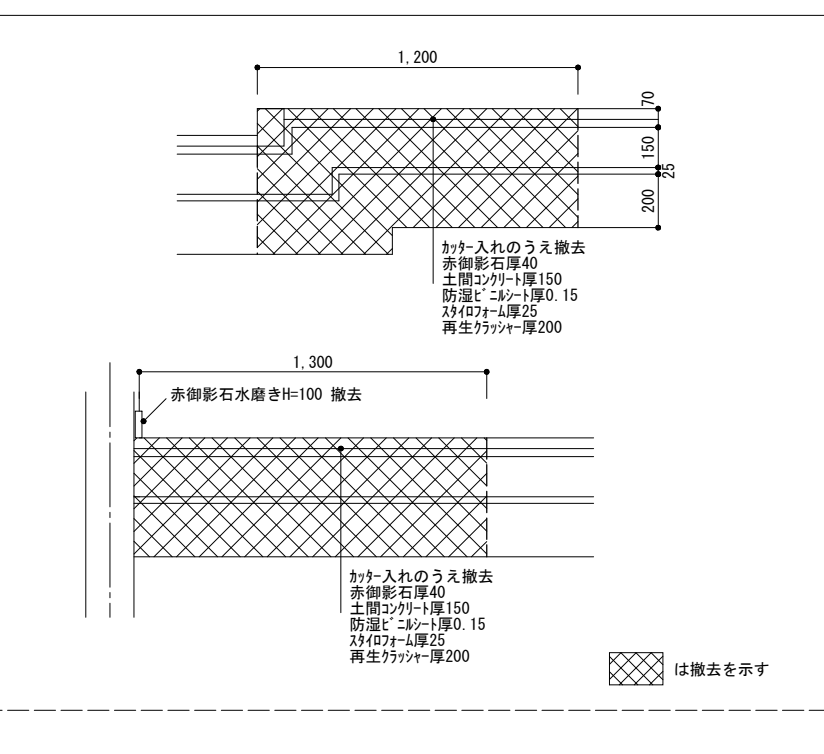 1,200
70
150
25
200
ｶｯﾀｰ入れのうえ撤去
赤御影石厚40
土間ｺﾝｸﾘｰﾄ厚150
防湿ﾋﾞﾆﾙｼｰﾄ厚0.15
ｽﾀｲﾛﾌｫｰﾑ厚25
再生ｸﾗｯｼｬｰ厚200
1,300
赤御影石水磨きH=100 撤去
ｶｯﾀｰ入れのうえ撤去
赤御影石厚40
土間ｺﾝｸﾘｰﾄ厚150
防湿ﾋﾞﾆﾙｼｰﾄ厚0.15
ｽﾀｲﾛﾌｫｰﾑ厚25
再生ｸﾗｯｼｬｰ厚200
は撤去を示す